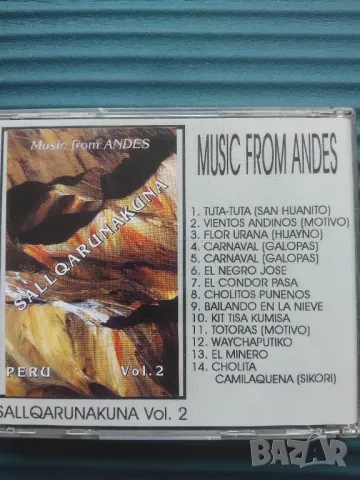 Music from ANDES
SALLQARUNAKUNA
PERU Vol.2
MUSIC FROM ANDES
1. TUTA-TUTA (SAN HUANITO)
2. VIENTOS ANDINOS (MOTIVO)
3. FLOR URANA (HUAYNO)
4. CARNAVAL (GALOPAS)
5. CARNAVAL (GALOPAS)
6. EL NEGRO JOSE
7. EL CONDOR PASA
8. CHOLITOS PUNENOS
9. BAILANDO EN LA NIEVE
10. KIT TISA KUMISA
11. TOTORAS (MOTIVO)
12. WAYCHAPUTIKO
13. EL MINERO
14. CHOLITA
CAMILAQUENA (SIKORI)
SALLQARUNAKUNA Vol. 2
bazar